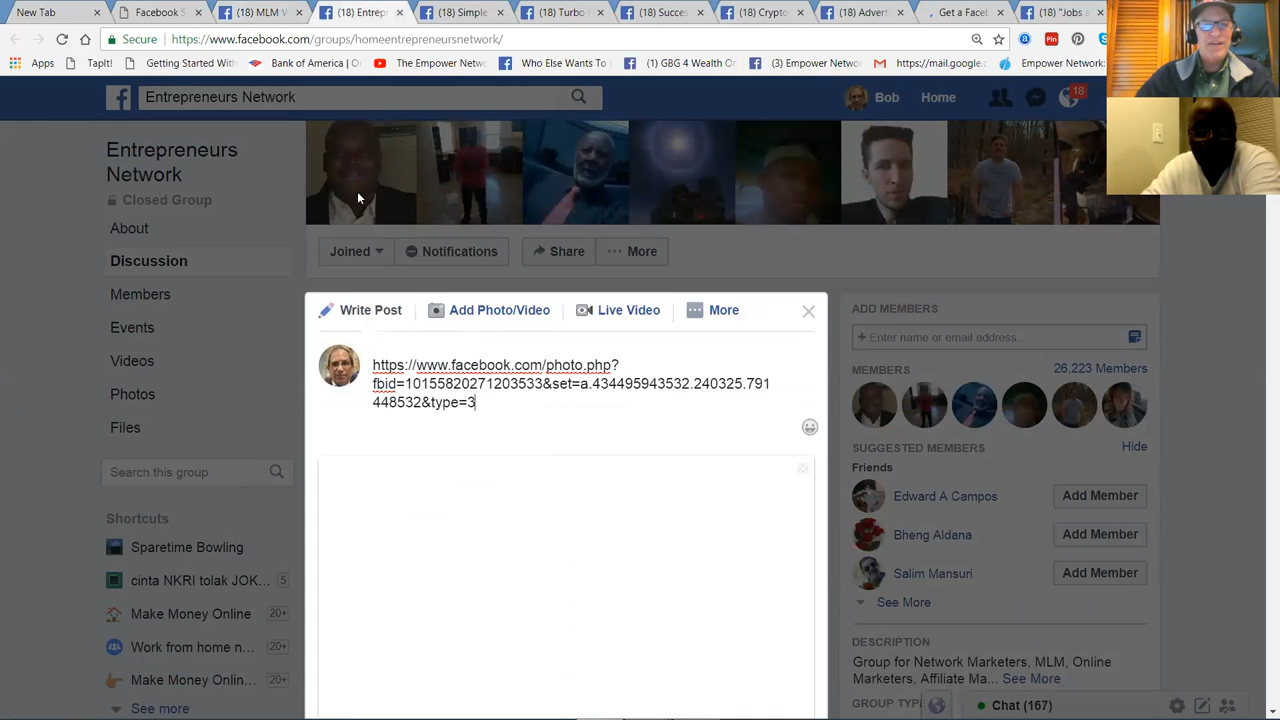 New Tab
Facebook S
(18) MLM V
(18) Entrep
(18) Simple
(18) Turbo
(18) Succes
(18) Crypto
(18) Advert
Get a Faceb
(18) "Jobs a
Secure
https://www.facebook.com/groups/homeentrepreneursnetwork/
Apps
TapIt!
Getting Started With
Bank of America | O
The Empower Netw
Who Else Wants To
(1) GBG 4 Wealth O
(3) Empower Netwo
https://mail.google.c
Empower Network:
Entrepreneurs Network
Bob
Home
18
Entrepreneurs
Network
Closed Group
About
Discussion
Members
Events
Videos
Photos
Files
Search this group
Shortcuts
Sparetime Bowling
cinta NKRI tolak JOK...
5
Make Money Online
20+
Work from home n...
20+
Make Money Onlin...
20+
See more
Joined
Notifications
Share
More
Write Post
Add Photo/Video
Live Video
More
https://www.facebook.com/photo.php?
fbid=10155820271203533&set=a.434495943532.240325.791
448532&type=3
ADD MEMBERS
+ Enter name or email address...
MEMBERS
26,223 Members
SUGGESTED MEMBERS
Hide
Friends
Edward A Campos
Add Member
Bheng Aldana
Add Member
Salim Mansuri
Add Member
See More
DESCRIPTION
Group for Network Marketers, MLM, Online
Marketers, Affiliate Ma... See More
GROUP TYP
Chat (167)